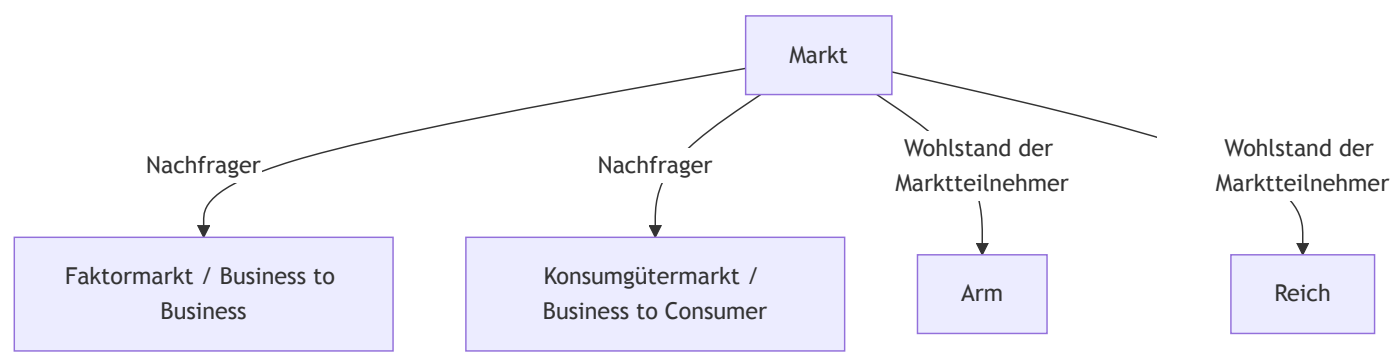 Markt
Nachfrager
Nachfrager
Wohlstand der
Marktteilnehmer
Wohlstand der
Marktteilnehmer
Faktormarkt / Business to
Business
Konsumgütermarkt /
Business to Consumer
Arm
Reich